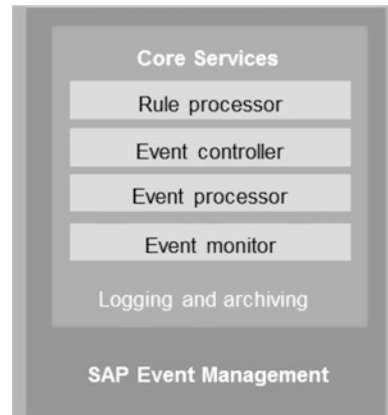 Core Services
Rule processor
Event controller
Event processor
Event monitor
Logging and archiving
SAP Event Management